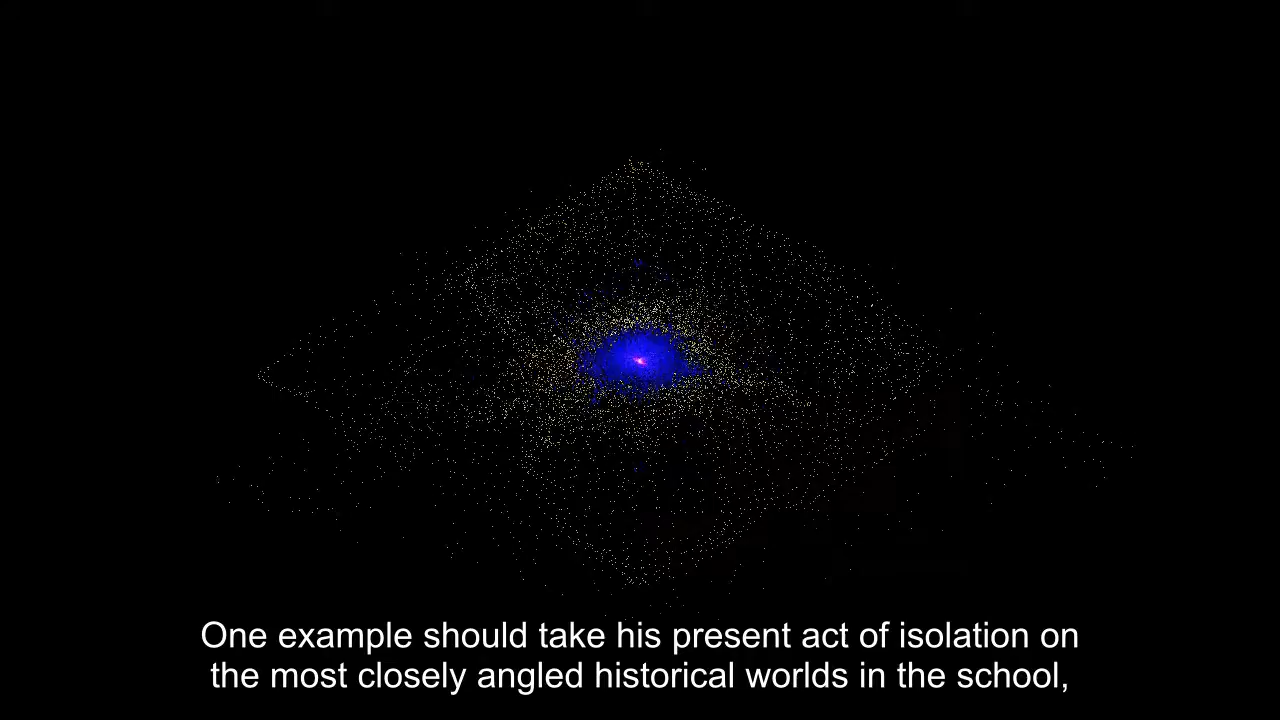 One example should take his present act of isolation on
the most closely angled historical worlds in the school,